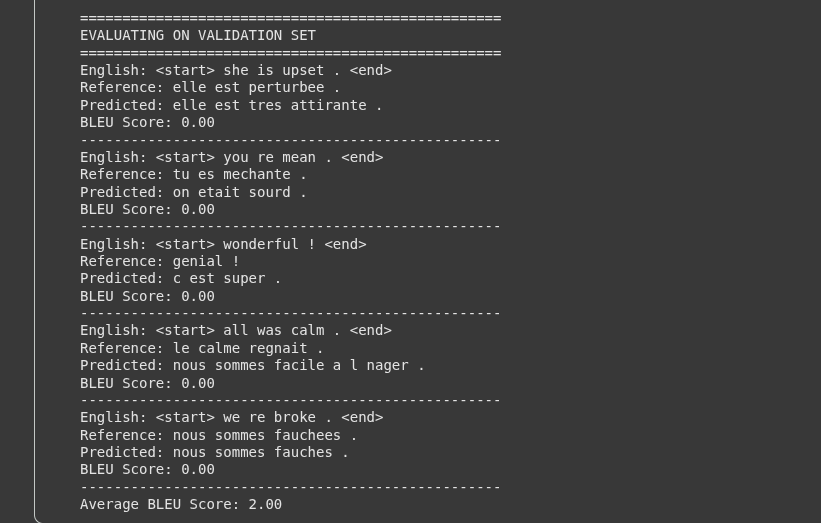 ==================================================
EVALUATING ON VALIDATION SET
==================================================
English: <start> she is upset . <end>
Reference: elle est perturbee .
Predicted: elle est tres attirante .
BLEU Score: 0.00
--------------------------------------------------
English: <start> you re mean . <end>
Reference: tu es mechante .
Predicted: on etait sourd .
BLEU Score: 0.00
--------------------------------------------------
English: <start> wonderful ! <end>
Reference: genial !
Predicted: c est super .
BLEU Score: 0.00
--------------------------------------------------
English: <start> all was calm . <end>
Reference: le calme regnait .
Predicted: nous sommes facile a l nager .
BLEU Score: 0.00
--------------------------------------------------
English: <start> we re broke . <end>
Reference: nous sommes fauchees .
Predicted: nous sommes fauches .
BLEU Score: 0.00
--------------------------------------------------
Average BLEU Score: 2.00